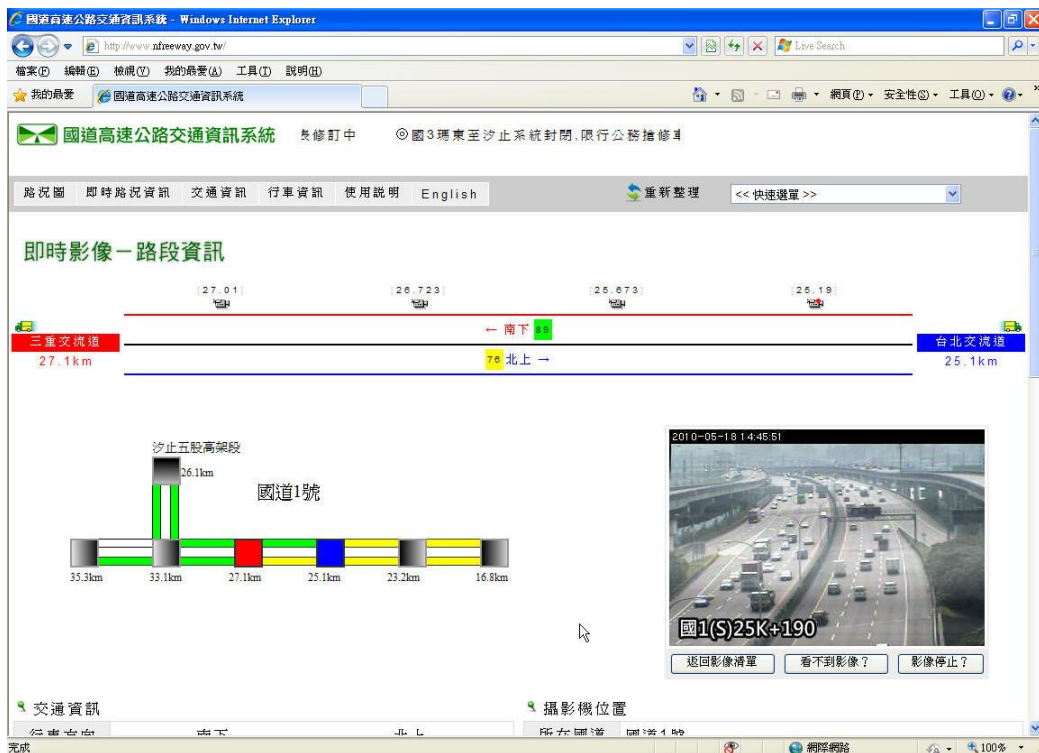 國道高速公路交通資訊系統 - Windows Internet Explorer
http://www.nfreeway.gov.tw/
Live Search
檔案(F) 編輯(E) 檢視(V) 我的最愛(A) 工具(T) 說明(H)
我的最愛 國道高速公路交通資訊系統 網頁(P) 安全性(S) 工具(O)
國道高速公路交通資訊系統 修訂中 ◎國3瑪東至汐止系統封閉,限行公務搶修
路況圖 即時路況資訊 交通資訊 行車資訊 使用說明 English 重新整理 << 快速選單 >>
即時影像－路段資訊
[27.01] [26.723] [25.673] [25.19]
← 南下 89
三重交流道 台北交流道
76 北上 →
27.1km 25.1km
2010-05-18 14:45:51
汐止五股高架段
26.1km
國道1號
35.3km 33.1km 27.1km 25.1km 23.2km 16.8km
國1(S)25K+190
返回影像清單 看不到影像？ 影像停止？
交通資訊 攝影機位置
行車方向 南下 北上 所在國道 國道1號
完成 網際網路 100%